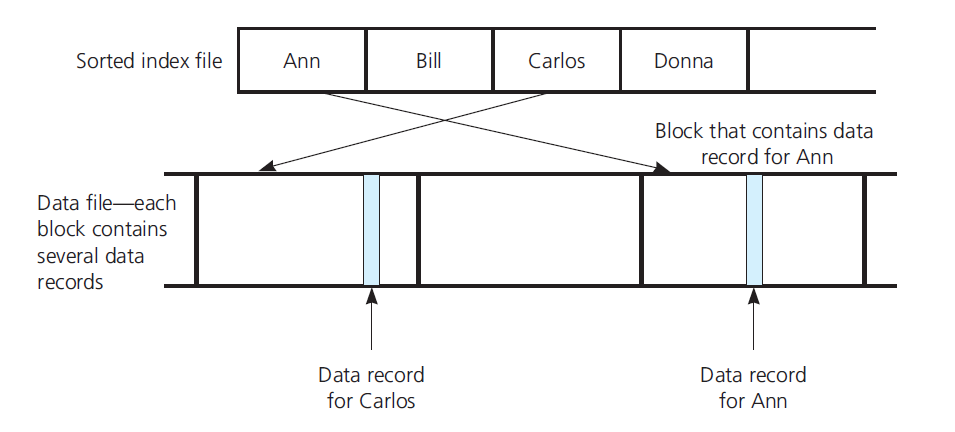 Sorted index file
Ann
Bill
Carlos
Donna
Block that contains data
record for Ann
Data file—each
block contains
several data
records
Data record
for Carlos
Data record
for Ann